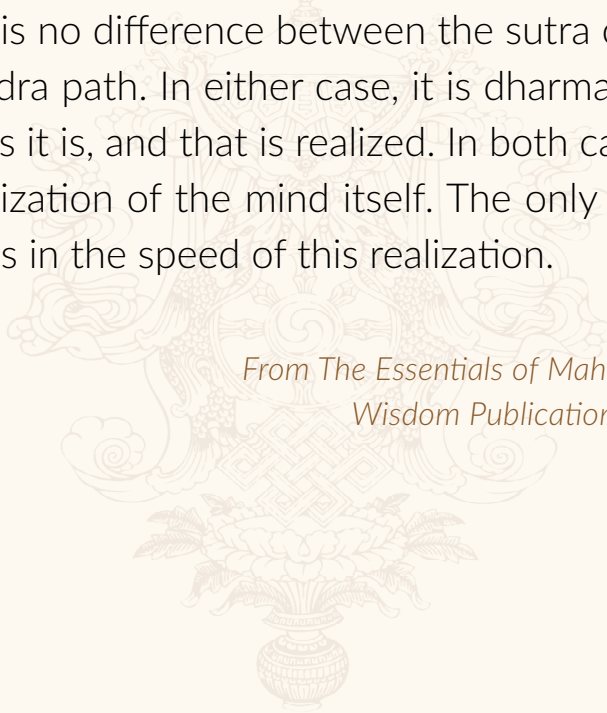 is no difference between the sutra
dra path. In either case, it is dharma
s it is, and that is realized. In both ca
ization of the mind itself. The only
s in the speed of this realization.
From The Essentials of Mah
Wisdom Publication